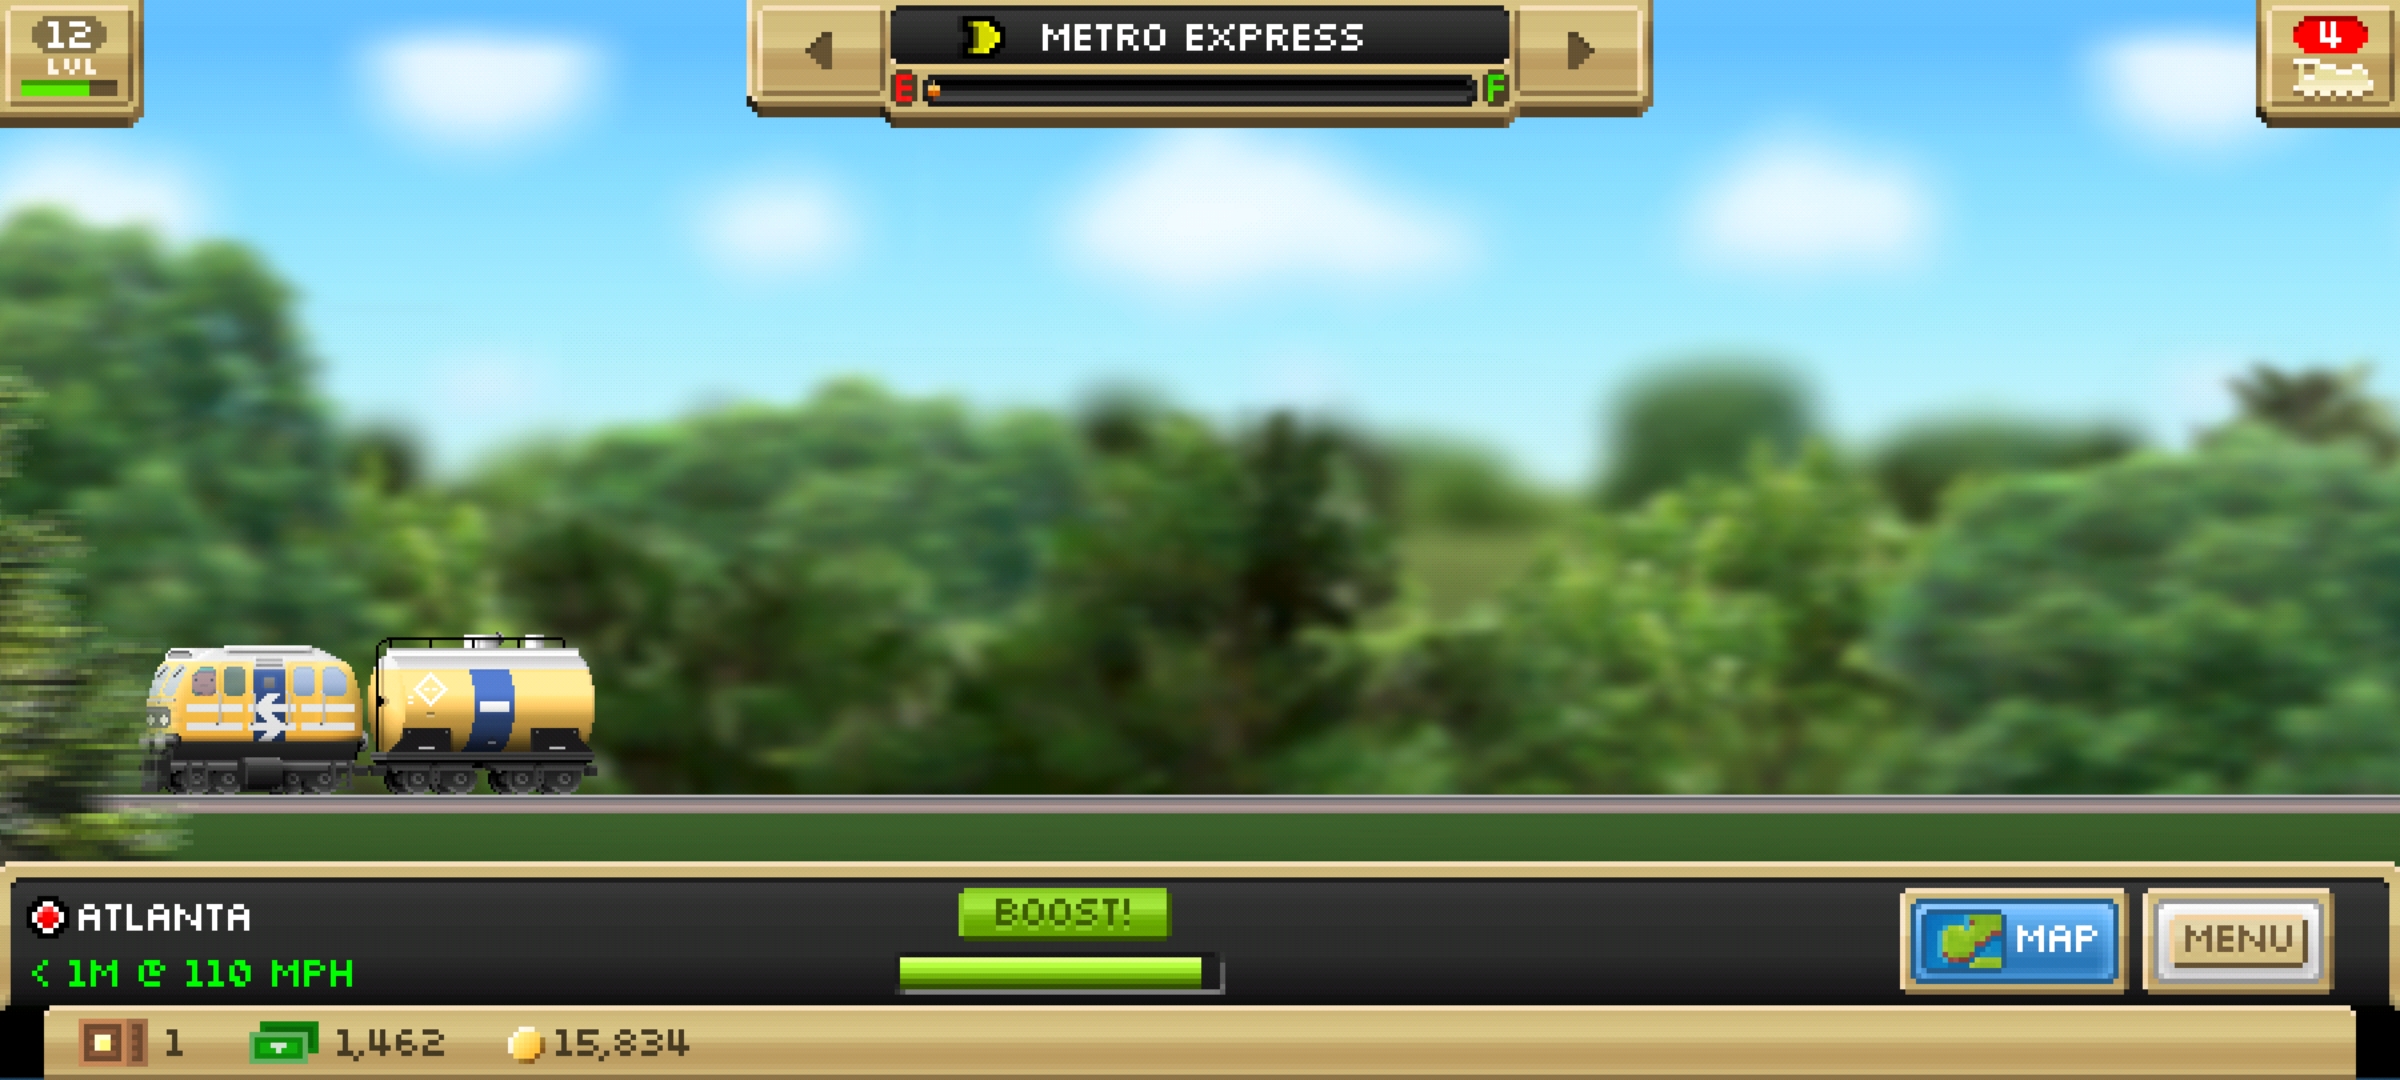 12
LVL
METRO EXPRESS
E F
4
ATLANTA
< 1M @ 110 MPH
BOOST!
MAP
MENU
1
1,462
15,834